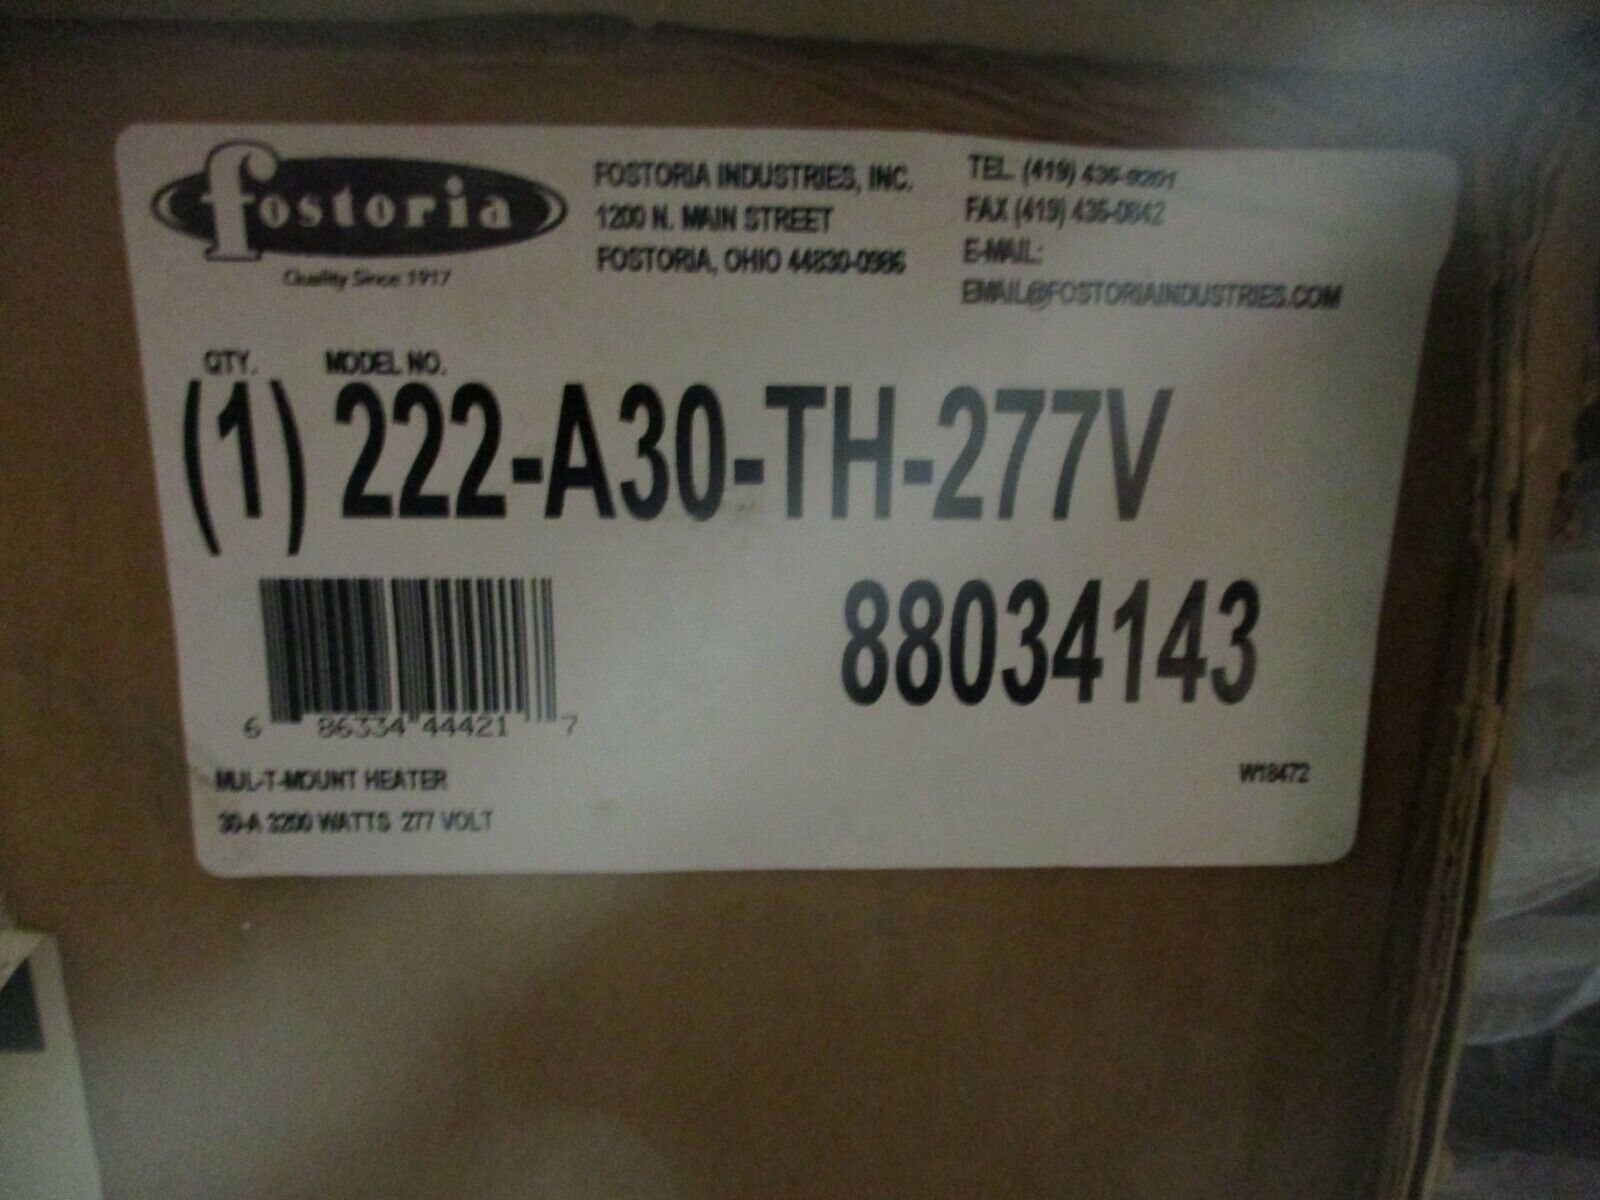 fostoria
Quality Since 1917
FOSTORIA INDUSTRIES, INC.
1200 N. MAIN STREET
FOSTORIA, OHIO 44830-0986
TEL. (419) 435-9201
FAX (419) 435-0842
E-MAIL:
EMAIL@FOSTORIAINDUSTRIES.COM
QTY. MODEL NO.
(1) 222-A30-TH-277V
88034143
6 86334 44421 7
MUL-T-MOUNT HEATER
30-A 3200 WATTS 277 VOLT
W18472